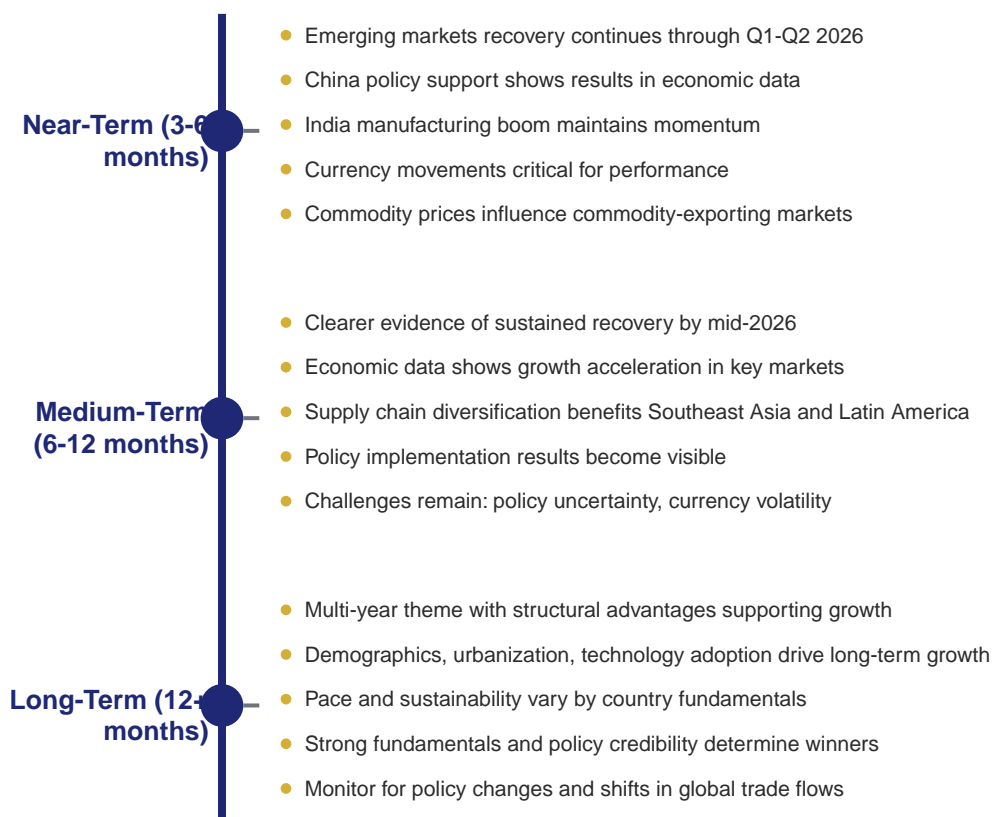 Near-Term (3-6
months)
Emerging markets recovery continues through Q1-Q2 2026
China policy support shows results in economic data
India manufacturing boom maintains momentum
Currency movements critical for performance
Commodity prices influence commodity-exporting markets
Medium-Term
(6-12 months)
Clearer evidence of sustained recovery by mid-2026
Economic data shows growth acceleration in key markets
Supply chain diversification benefits Southeast Asia and Latin America
Policy implementation results become visible
Challenges remain: policy uncertainty, currency volatility
Long-Term (12+
months)
Multi-year theme with structural advantages supporting growth
Demographics, urbanization, technology adoption drive long-term growth
Pace and sustainability vary by country fundamentals
Strong fundamentals and policy credibility determine winners
Monitor for policy changes and shifts in global trade flows